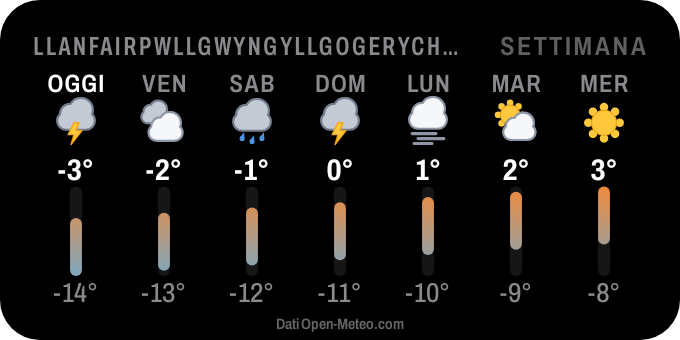 LLANFAIRPWLLGWYNGYLLGOGERYCH… SETTIMANA
OGGI VEN SAB DOM LUN MAR MER
-3° -2° -1° 0° 1° 2° 3°
-14° -13° -12° -11° -10° -9° -8°
Dati Open-Meteo.com